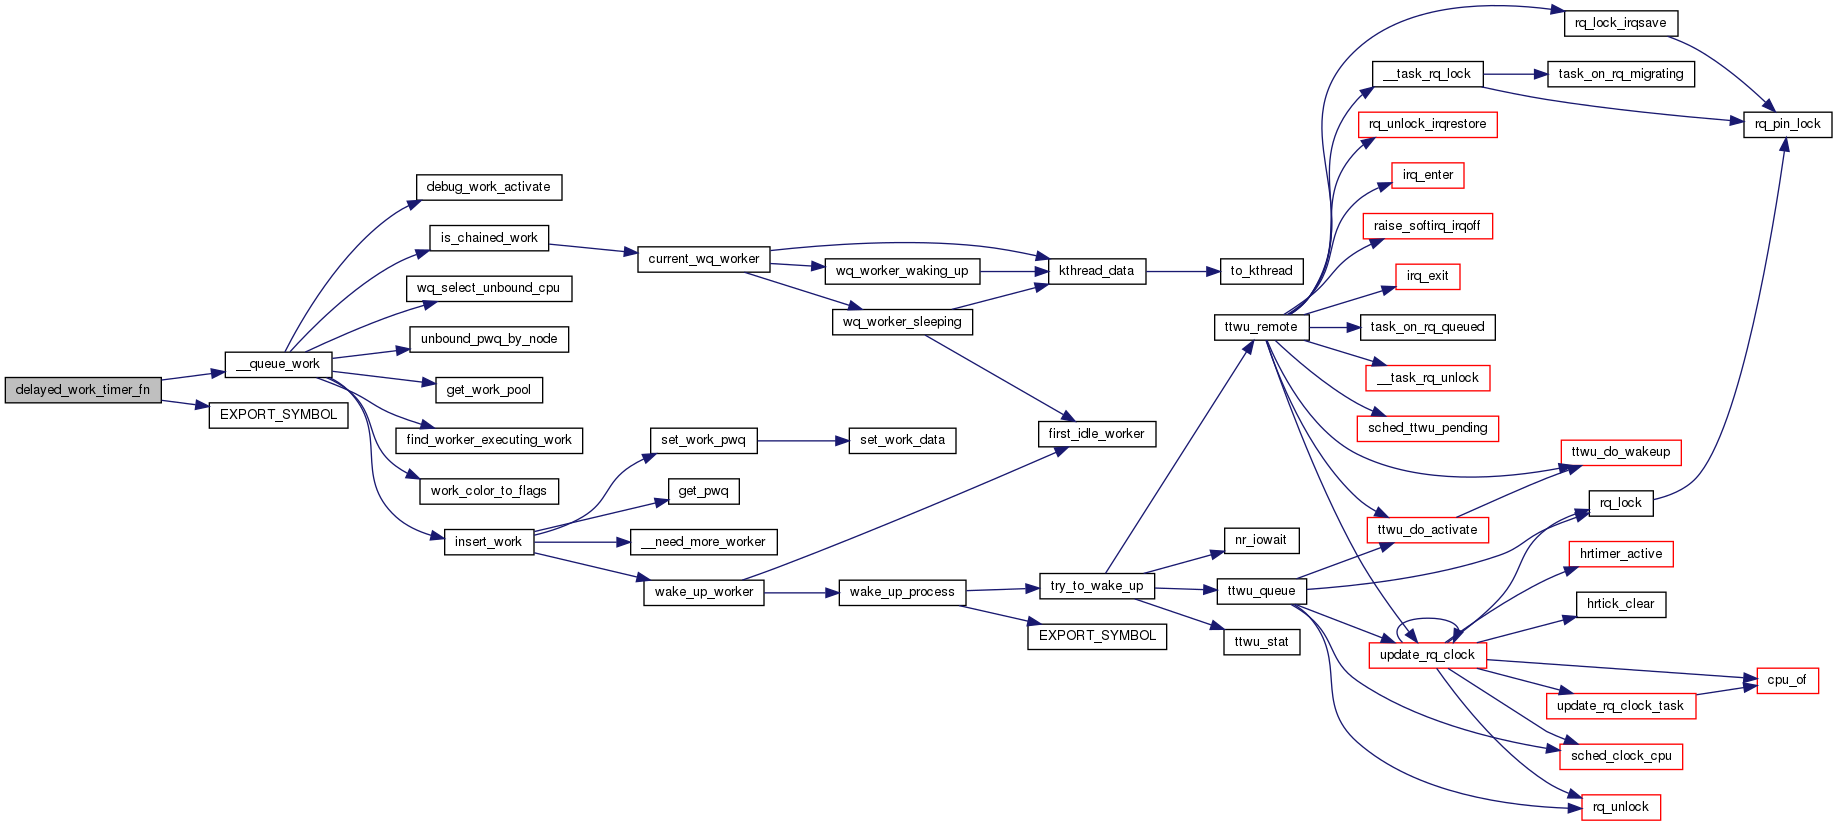 delayed_work_timer_fn
__queue_work
EXPORT_SYMBOL
debug_work_activate
is_chained_work
wq_select_unbound_cpu
unbound_pwq_by_node
get_work_pool
find_worker_executing_work
work_color_to_flags
insert_work
current_wq_worker
set_work_pwq
get_pwq
__need_more_worker
wake_up_worker
wq_worker_waking_up
wq_worker_sleeping
set_work_data
wake_up_process
kthread_data
first_idle_worker
try_to_wake_up
EXPORT_SYMBOL
to_kthread
ttwu_remote
nr_iowait
ttwu_queue
ttwu_stat
__task_rq_lock
rq_unlock_irqrestore
irq_enter
raise_softirq_irqoff
irq_exit
task_on_rq_queued
__task_rq_unlock
sched_ttwu_pending
ttwu_do_activate
update_rq_clock
rq_lock_irqsave
task_on_rq_migrating
ttwu_do_wakeup
rq_lock
hrtimer_active
hrtick_clear
update_rq_clock_task
sched_clock_cpu
rq_unlock
rq_pin_lock
cpu_of